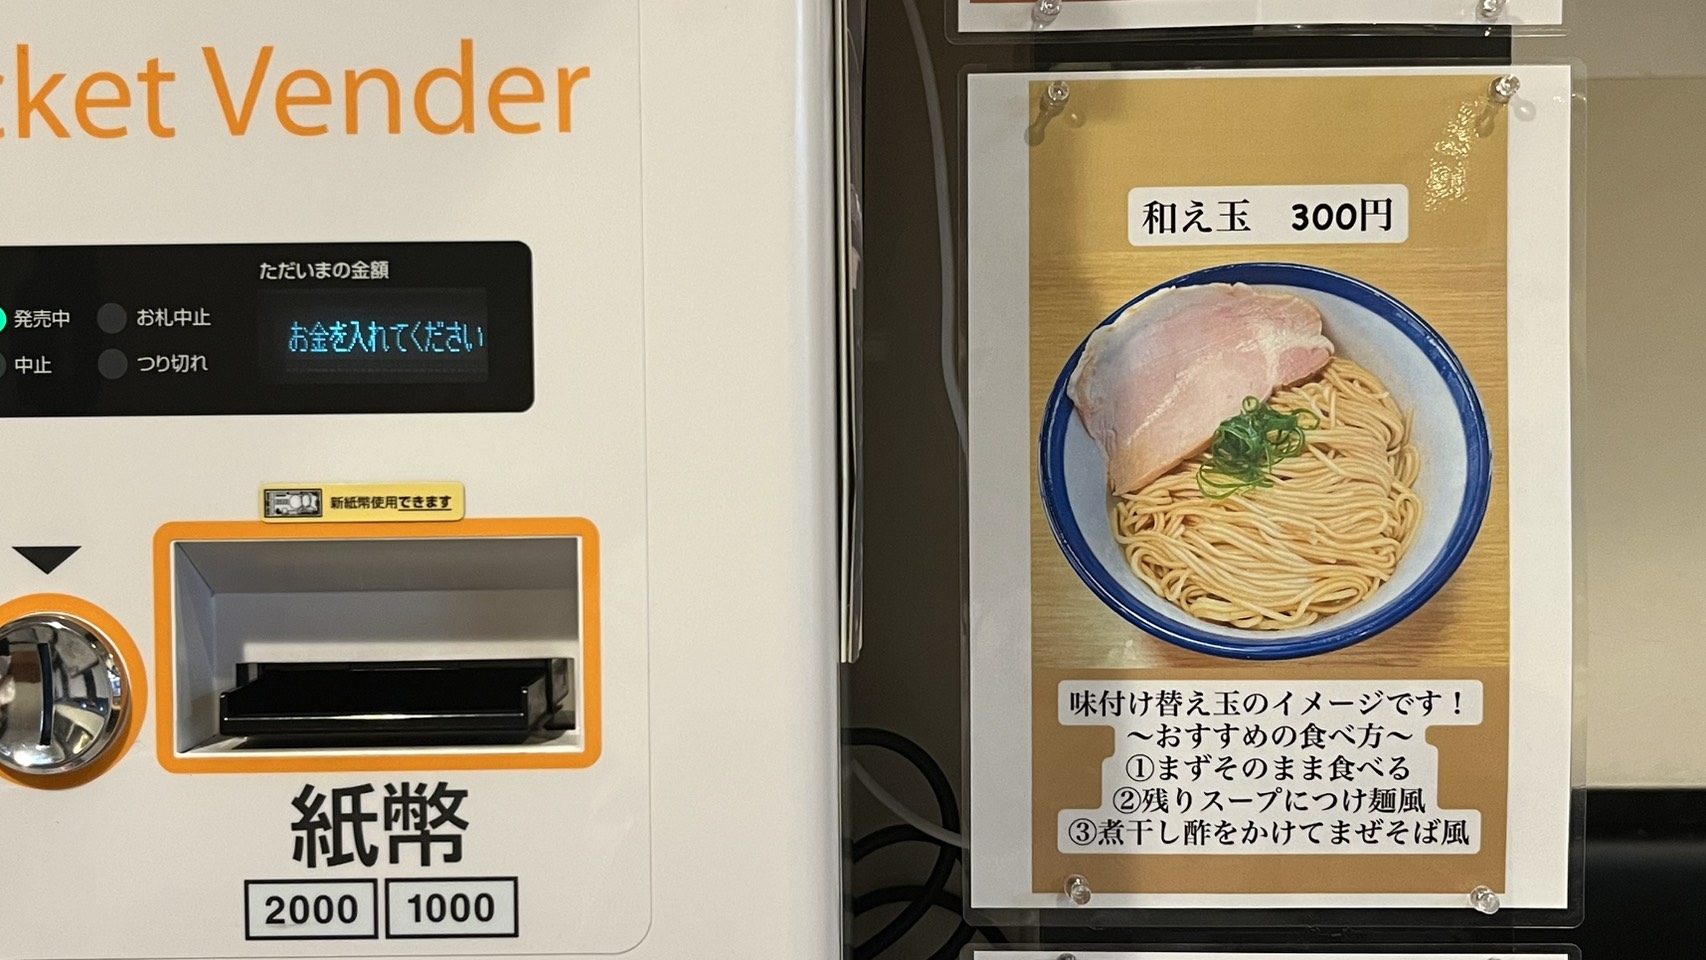 cket Vender
ただいまの金額
発売中
お札中止
お金を入れてください
中止
つり切れ
新紙幣使用できます
紙幣
2000
1000
和え玉 300円
味付け替え玉のイメージです！
〜おすすめの食べ方〜
①まずそのまま食べる
②残りスープにつけ麺風
③煮干し酢をかけてまぜそば風